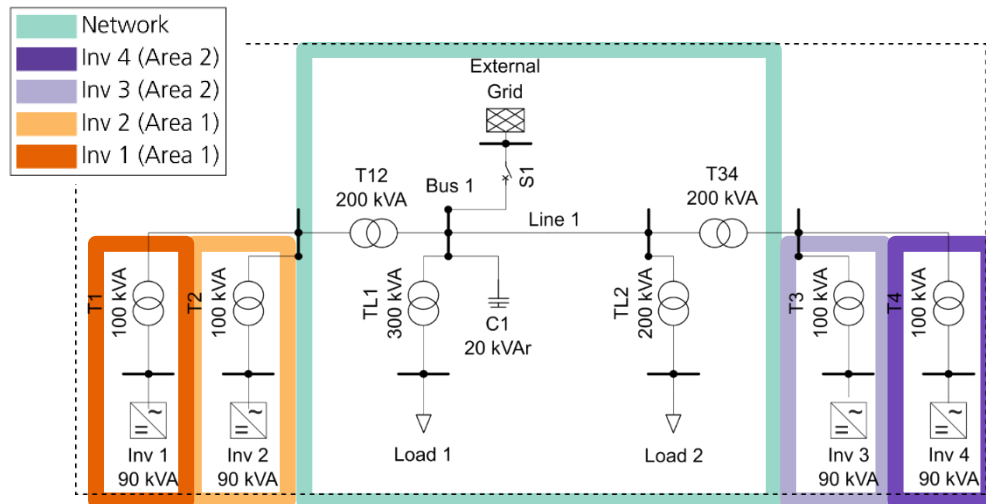 Network
Inv 4 (Area 2)
Inv 3 (Area 2)
Inv 2 (Area 1)
Inv 1 (Area 1)
External
Grid
S1
T12
200 kVA
Bus 1
Line 1
T34
200 kVA
T1
100 kVA
T2
100 kVA
TL1
300 kVA
C1
20 kVAr
TL2
200 kVA
T3
100 kVA
T4
100 kVA
Inv 1
90 kVA
Inv 2
90 kVA
Load 1
Load 2
Inv 3
90 kVA
Inv 4
90 kVA